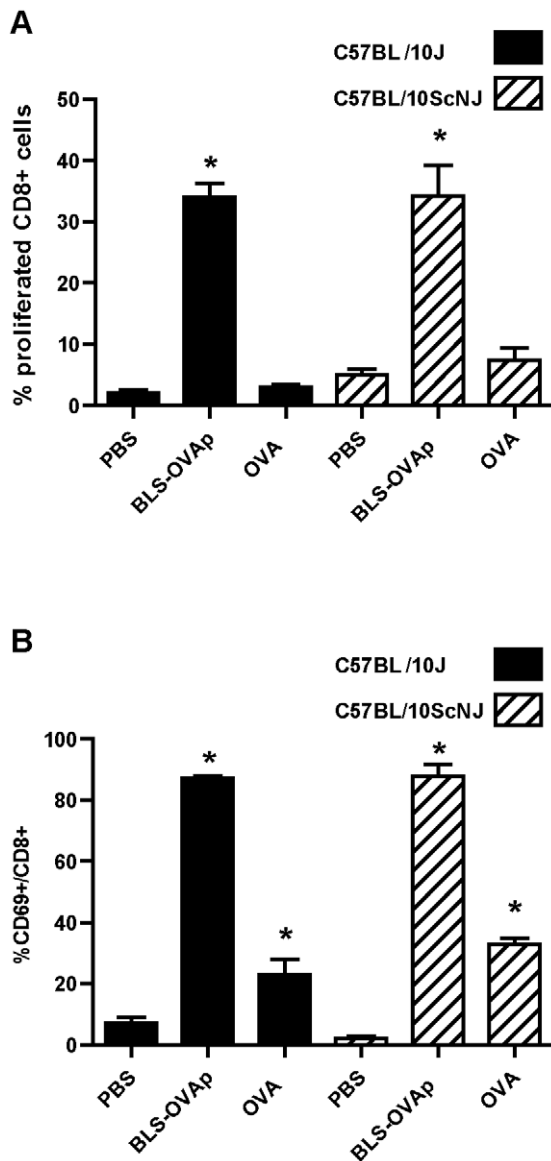 A
C57BL/10J
C57BL/10ScNJ
% proliferated CD8+ cells
50
40
30
20
10
0
*
*
PBS
BLS-OVAp
OVA
PBS
BLS-OVAp
OVA
B
C57BL/10J
C57BL/10ScNJ
%CD69+/CD8+
100
80
60
40
20
0
*
*
*
*
PBS
BLS-OVAp
OVA
PBS
BLS-OVAp
OVA